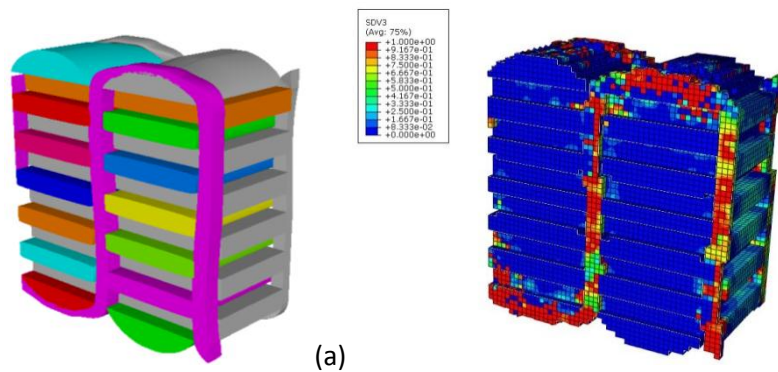 SDV3
(Avg: 75%)
+1.000e+00
+9.167e-01
+8.333e-01
+7.500e-01
+6.667e-01
+5.833e-01
+5.000e-01
+4.167e-01
+3.333e-01
+2.500e-01
+1.667e-01
+8.333e-02
+0.000e+00
(a)